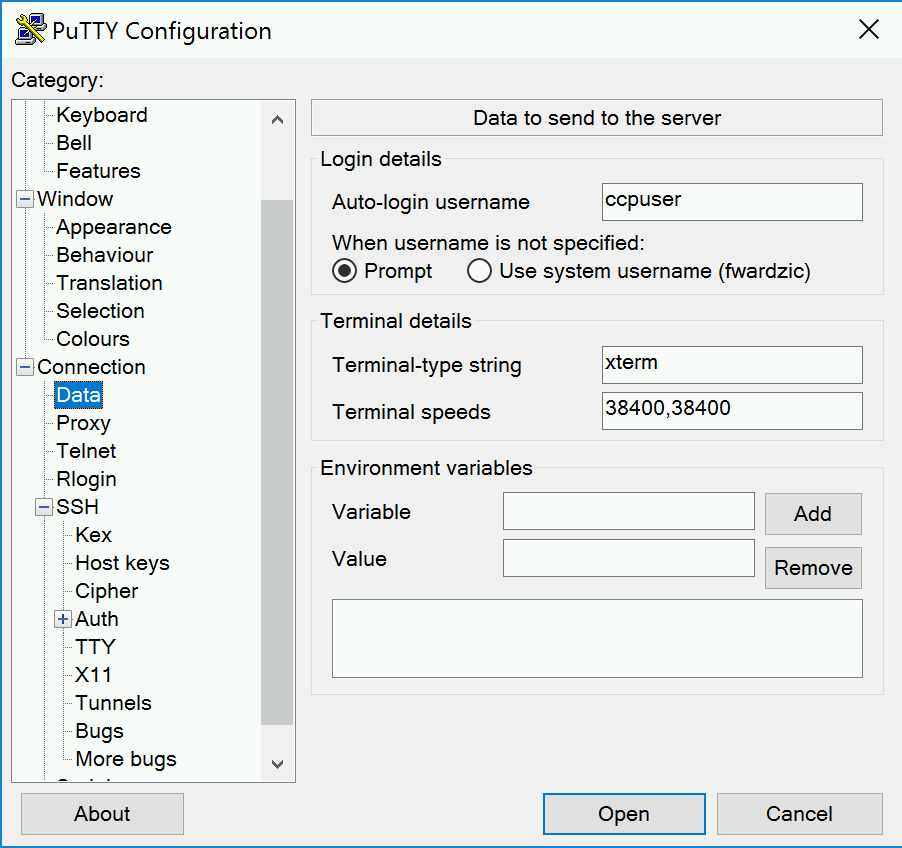 PuTTY Configuration
Category:
Keyboard
Bell
Features
Window
Appearance
Behaviour
Translation
Selection
Colours
Connection
Data
Proxy
Telnet
Rlogin
SSH
Kex
Host keys
Cipher
Auth
TTY
X11
Tunnels
Bugs
More bugs
Data to send to the server
Login details
Auto-login username ccpuser
When username is not specified:
Prompt Use system username (fwardzic)
Terminal details
Terminal-type string xterm
Terminal speeds 38400,38400
Environment variables
Variable Add
Value Remove
About Open Cancel